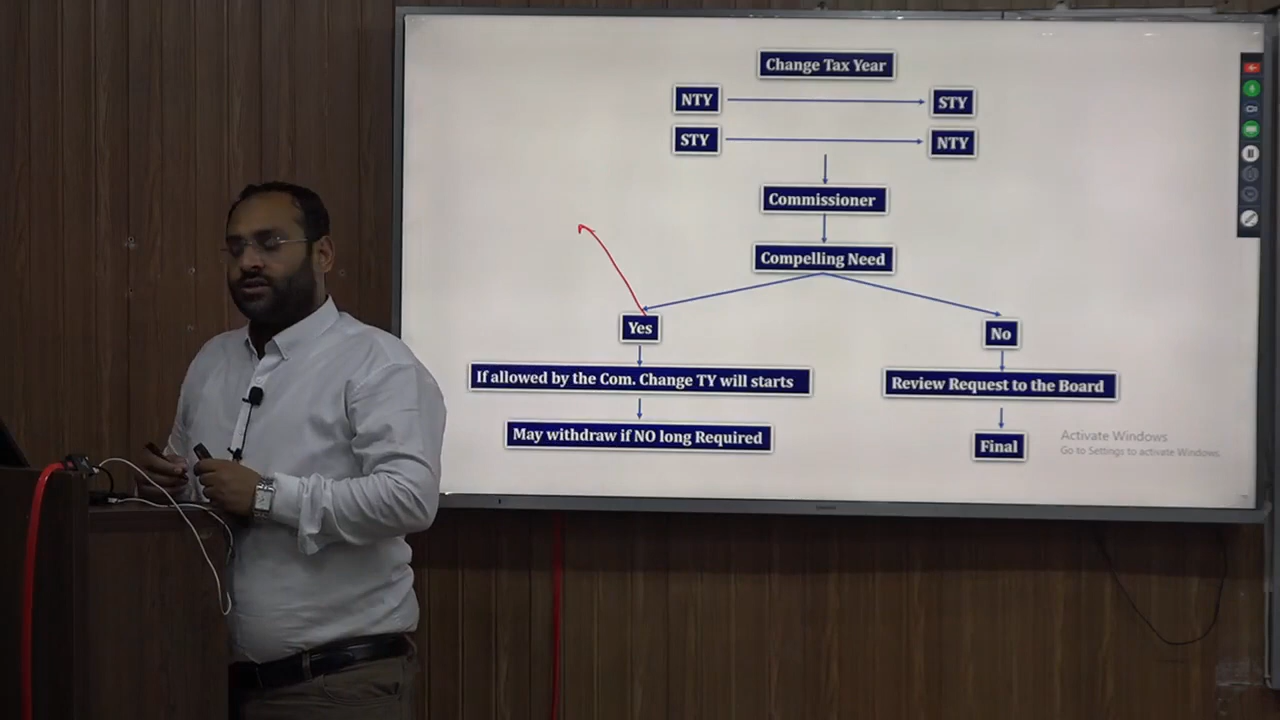 Change Tax Year
NTY
STY
STY
NTY
Commissioner
Compelling Need
Yes
No
If allowed by the Com. Change TY will starts
Review Request to the Board
May withdraw if NO long Required
Final
Activate Windows
Go to Settings to activate Windows.